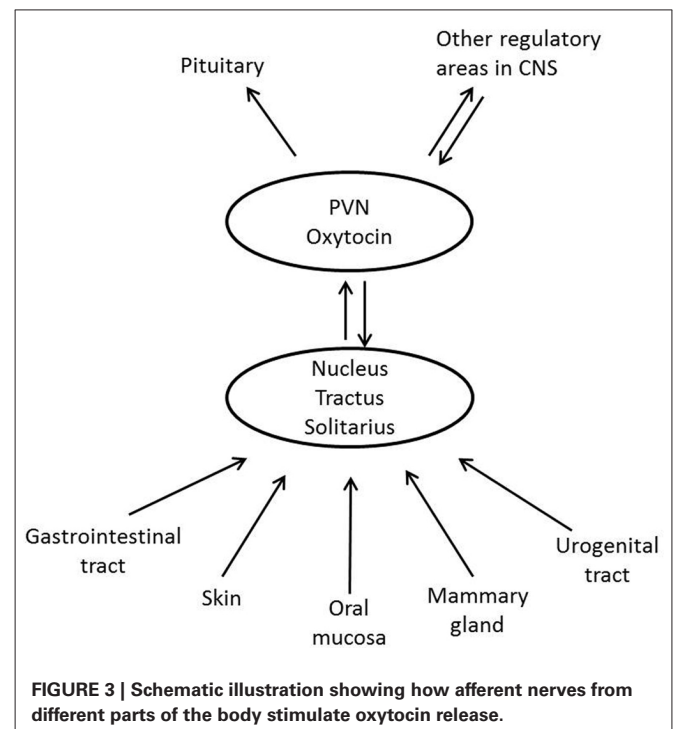 Pituitary
Other regulatory
areas in CNS
PVN
Oxytocin
Nucleus
Tractus
Solitarius
Gastrointestinal
tract
Skin
Oral
mucosa
Mammary
gland
Urogenital
tract
FIGURE 3 | Schematic illustration showing how afferent nerves from
different parts of the body stimulate oxytocin release.